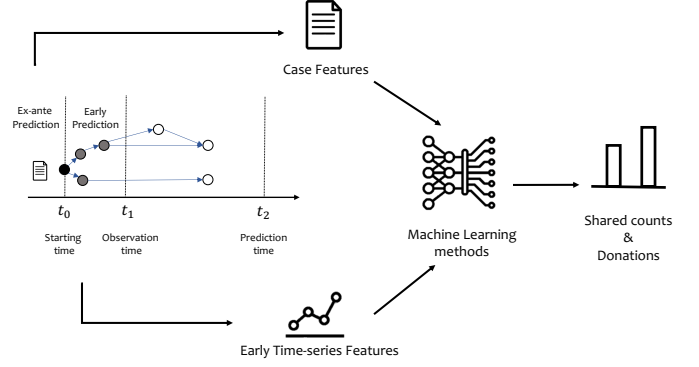 Case Features
Ex-ante
Prediction
Early
Prediction
t₀
t₁
t₂
Starting
time
Observation
time
Prediction
time
Machine Learning
methods
Shared counts
&
Donations
Early Time-series Features